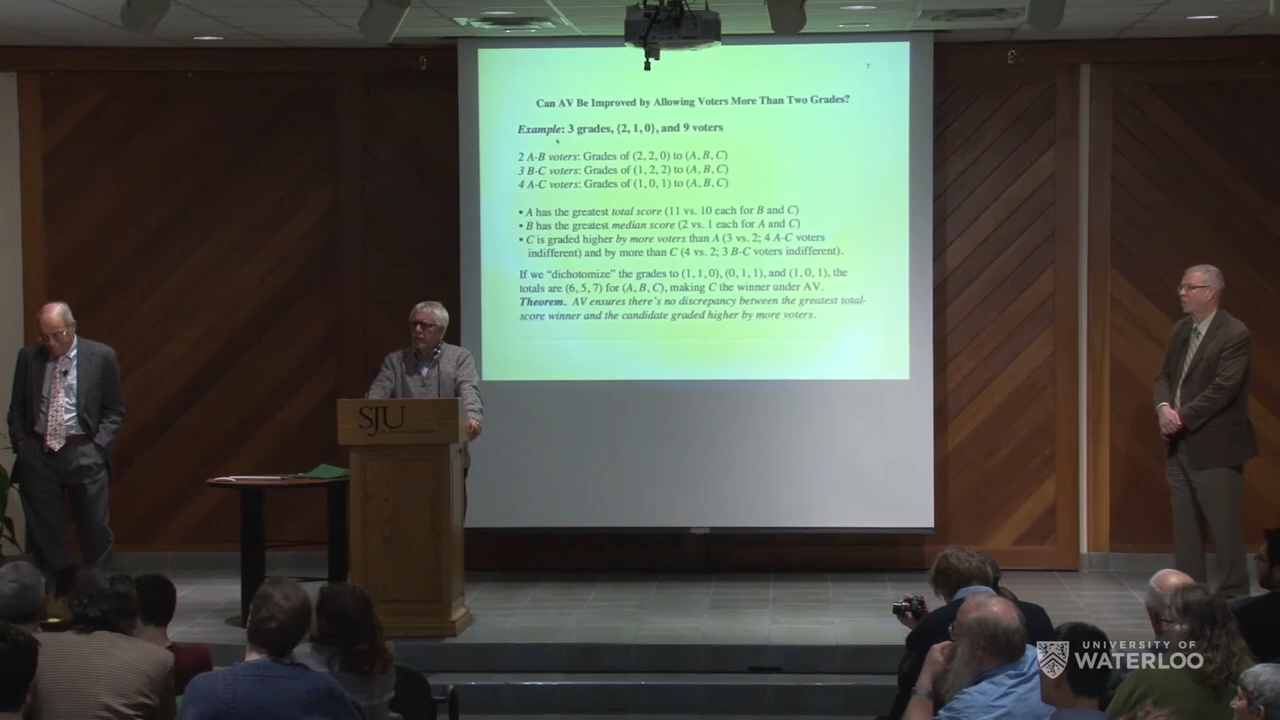 7
Can AV Be Improved by Allowing Voters More Than Two Grades?
Example: 3 grades, {2, 1, 0}, and 9 voters
2 A-B voters: Grades of (2, 2, 0) to (A, B, C)
3 B-C voters: Grades of (1, 2, 2) to (A, B, C)
4 A-C voters: Grades of (1, 0, 1) to (A, B, C)
• A has the greatest total score (11 vs. 10 each for B and C)
• B has the greatest median score (2 vs. 1 each for A and C)
• C is graded higher by more voters than A (3 vs. 2; 4 A-C voters
indifferent) and by more than C (4 vs. 2; 3 B-C voters indifferent).
If we "dichotomize" the grades to (1, 1, 0), (0, 1, 1), and (1, 0, 1), the
totals are (6, 5, 7) for (A, B, C), making C the winner under AV.
Theorem. AV ensures there's no discrepancy between the greatest total-
score winner and the candidate graded higher by more voters.
SJU
UNIVERSITY OF
WATERLOO